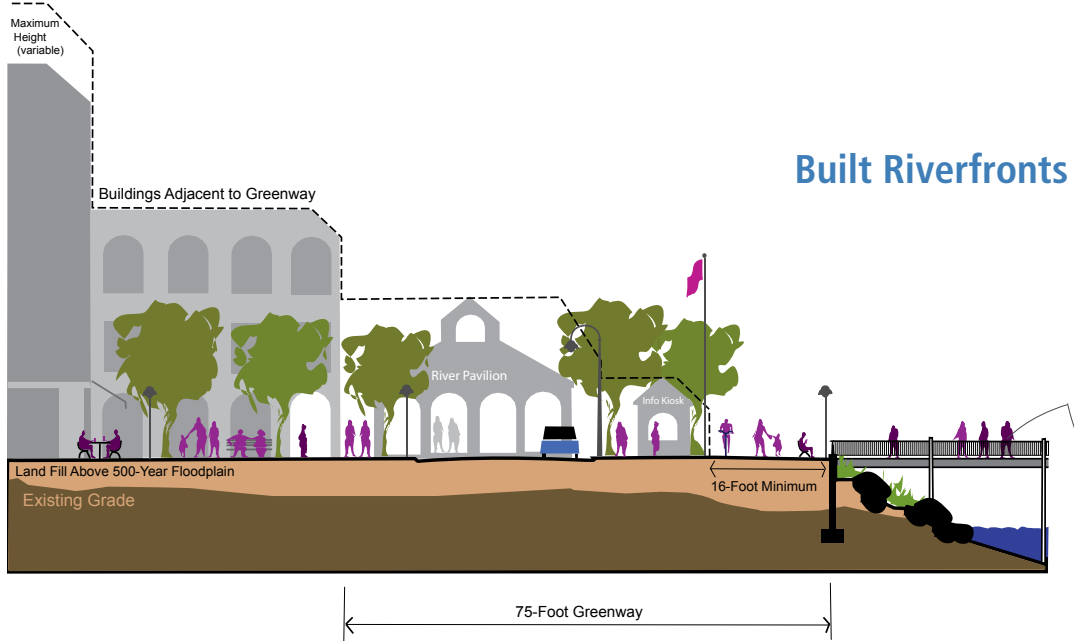 Maximum
Height
(variable)
Built Riverfronts
Buildings Adjacent to Greenway
River Pavilion
Info Kiosk
Land Fill Above 500-Year Floodplain
16-Foot Minimum
Existing Grade
75-Foot Greenway